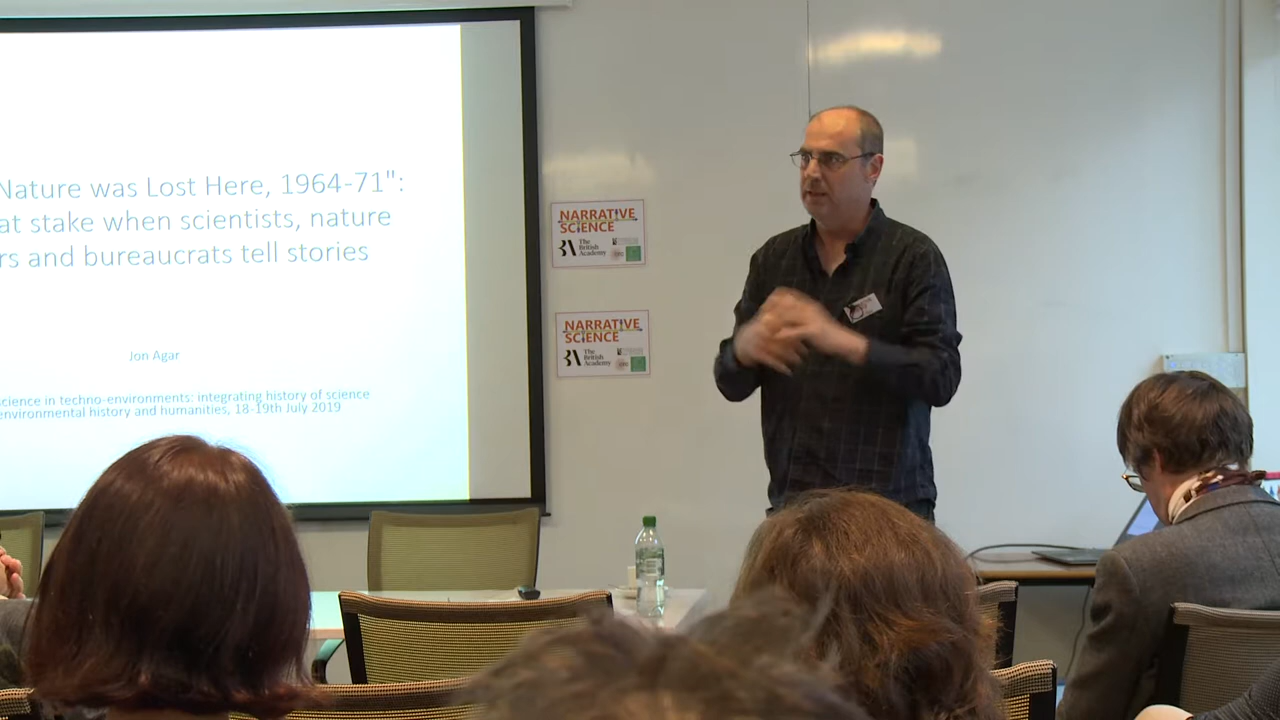 Nature was Lost Here, 1964-71":
at stake when scientists, nature
rs and bureaucrats tell stories
Jon Agar
science in techno-environments: integrating history of science
environmental history and humanities, 18-19th July 2019
NARRATIVE
SCIENCE
The
British
Academy
NARRATIVE
SCIENCE
The
British
Academy